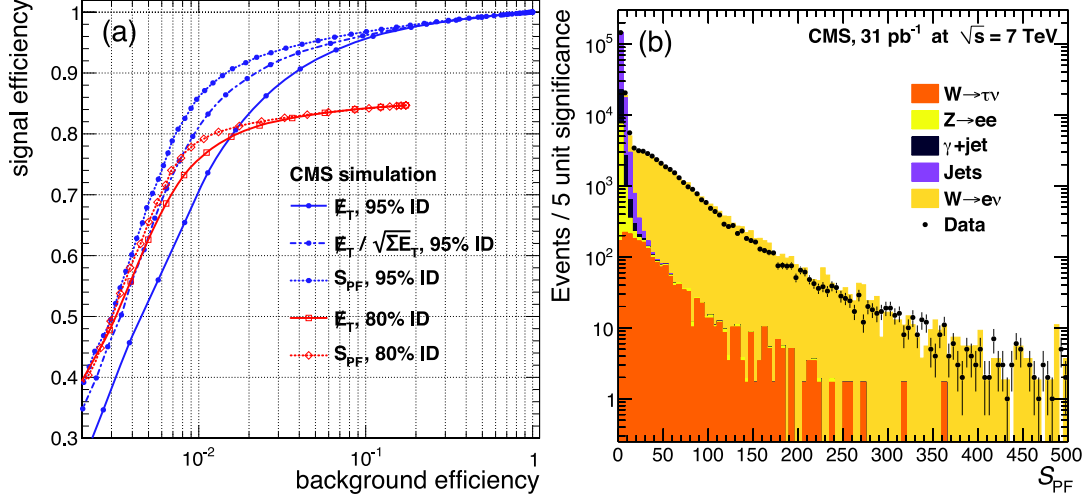 (a)
signal efficiency
1
0.9
0.8
0.7
0.6
0.5
0.4
0.3
CMS simulation
E̸T, 95% ID
E̸T / √ΣET, 95% ID
SPF, 95% ID
E̸T, 80% ID
SPF, 80% ID
10⁻² 10⁻¹ 1
background efficiency
(b)
CMS, 31 pb⁻¹ at √s = 7 TeV
Events / 5 unit significance
10⁵
10⁴
10³
10²
10
1
W→τν
Z→ee
γ+jet
Jets
W→eν
Data
0 50 100 150 200 250 300 350 400 450 500
SPF